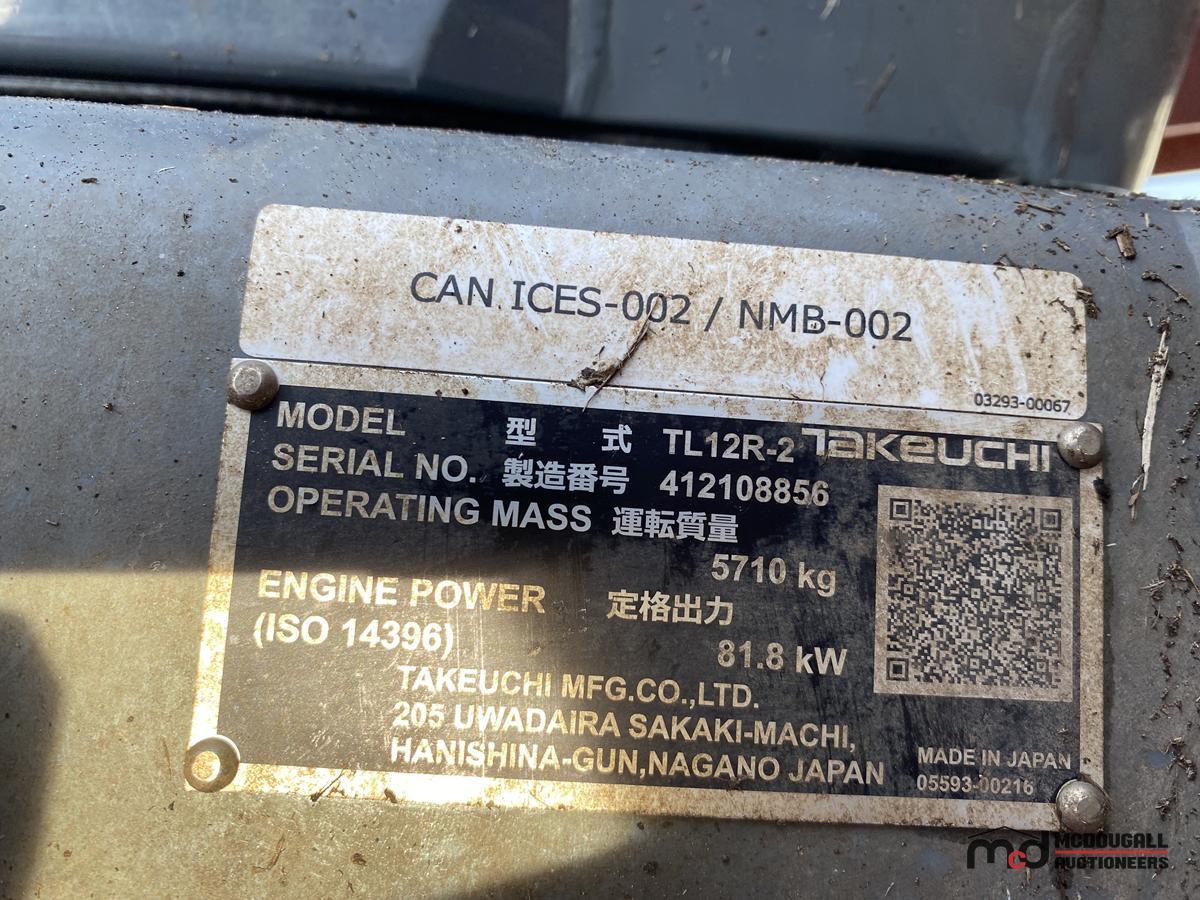 CAN ICES-002 / NMB-002
03293-00067
MODEL 型 式 TL12R-2 TAKEUCHI
SERIAL NO. 製造番号 412108856
OPERATING MASS 運転質量
5710 kg
ENGINE POWER 定格出力
(ISO 14396) 81.8 kW
TAKEUCHI MFG.CO.,LTD.
205 UWADAIRA SAKAKI-MACHI,
HANISHINA-GUN,NAGANO JAPAN
MADE IN JAPAN
05593-00216
mcd MCDOUGALL
AUCTIONEERS